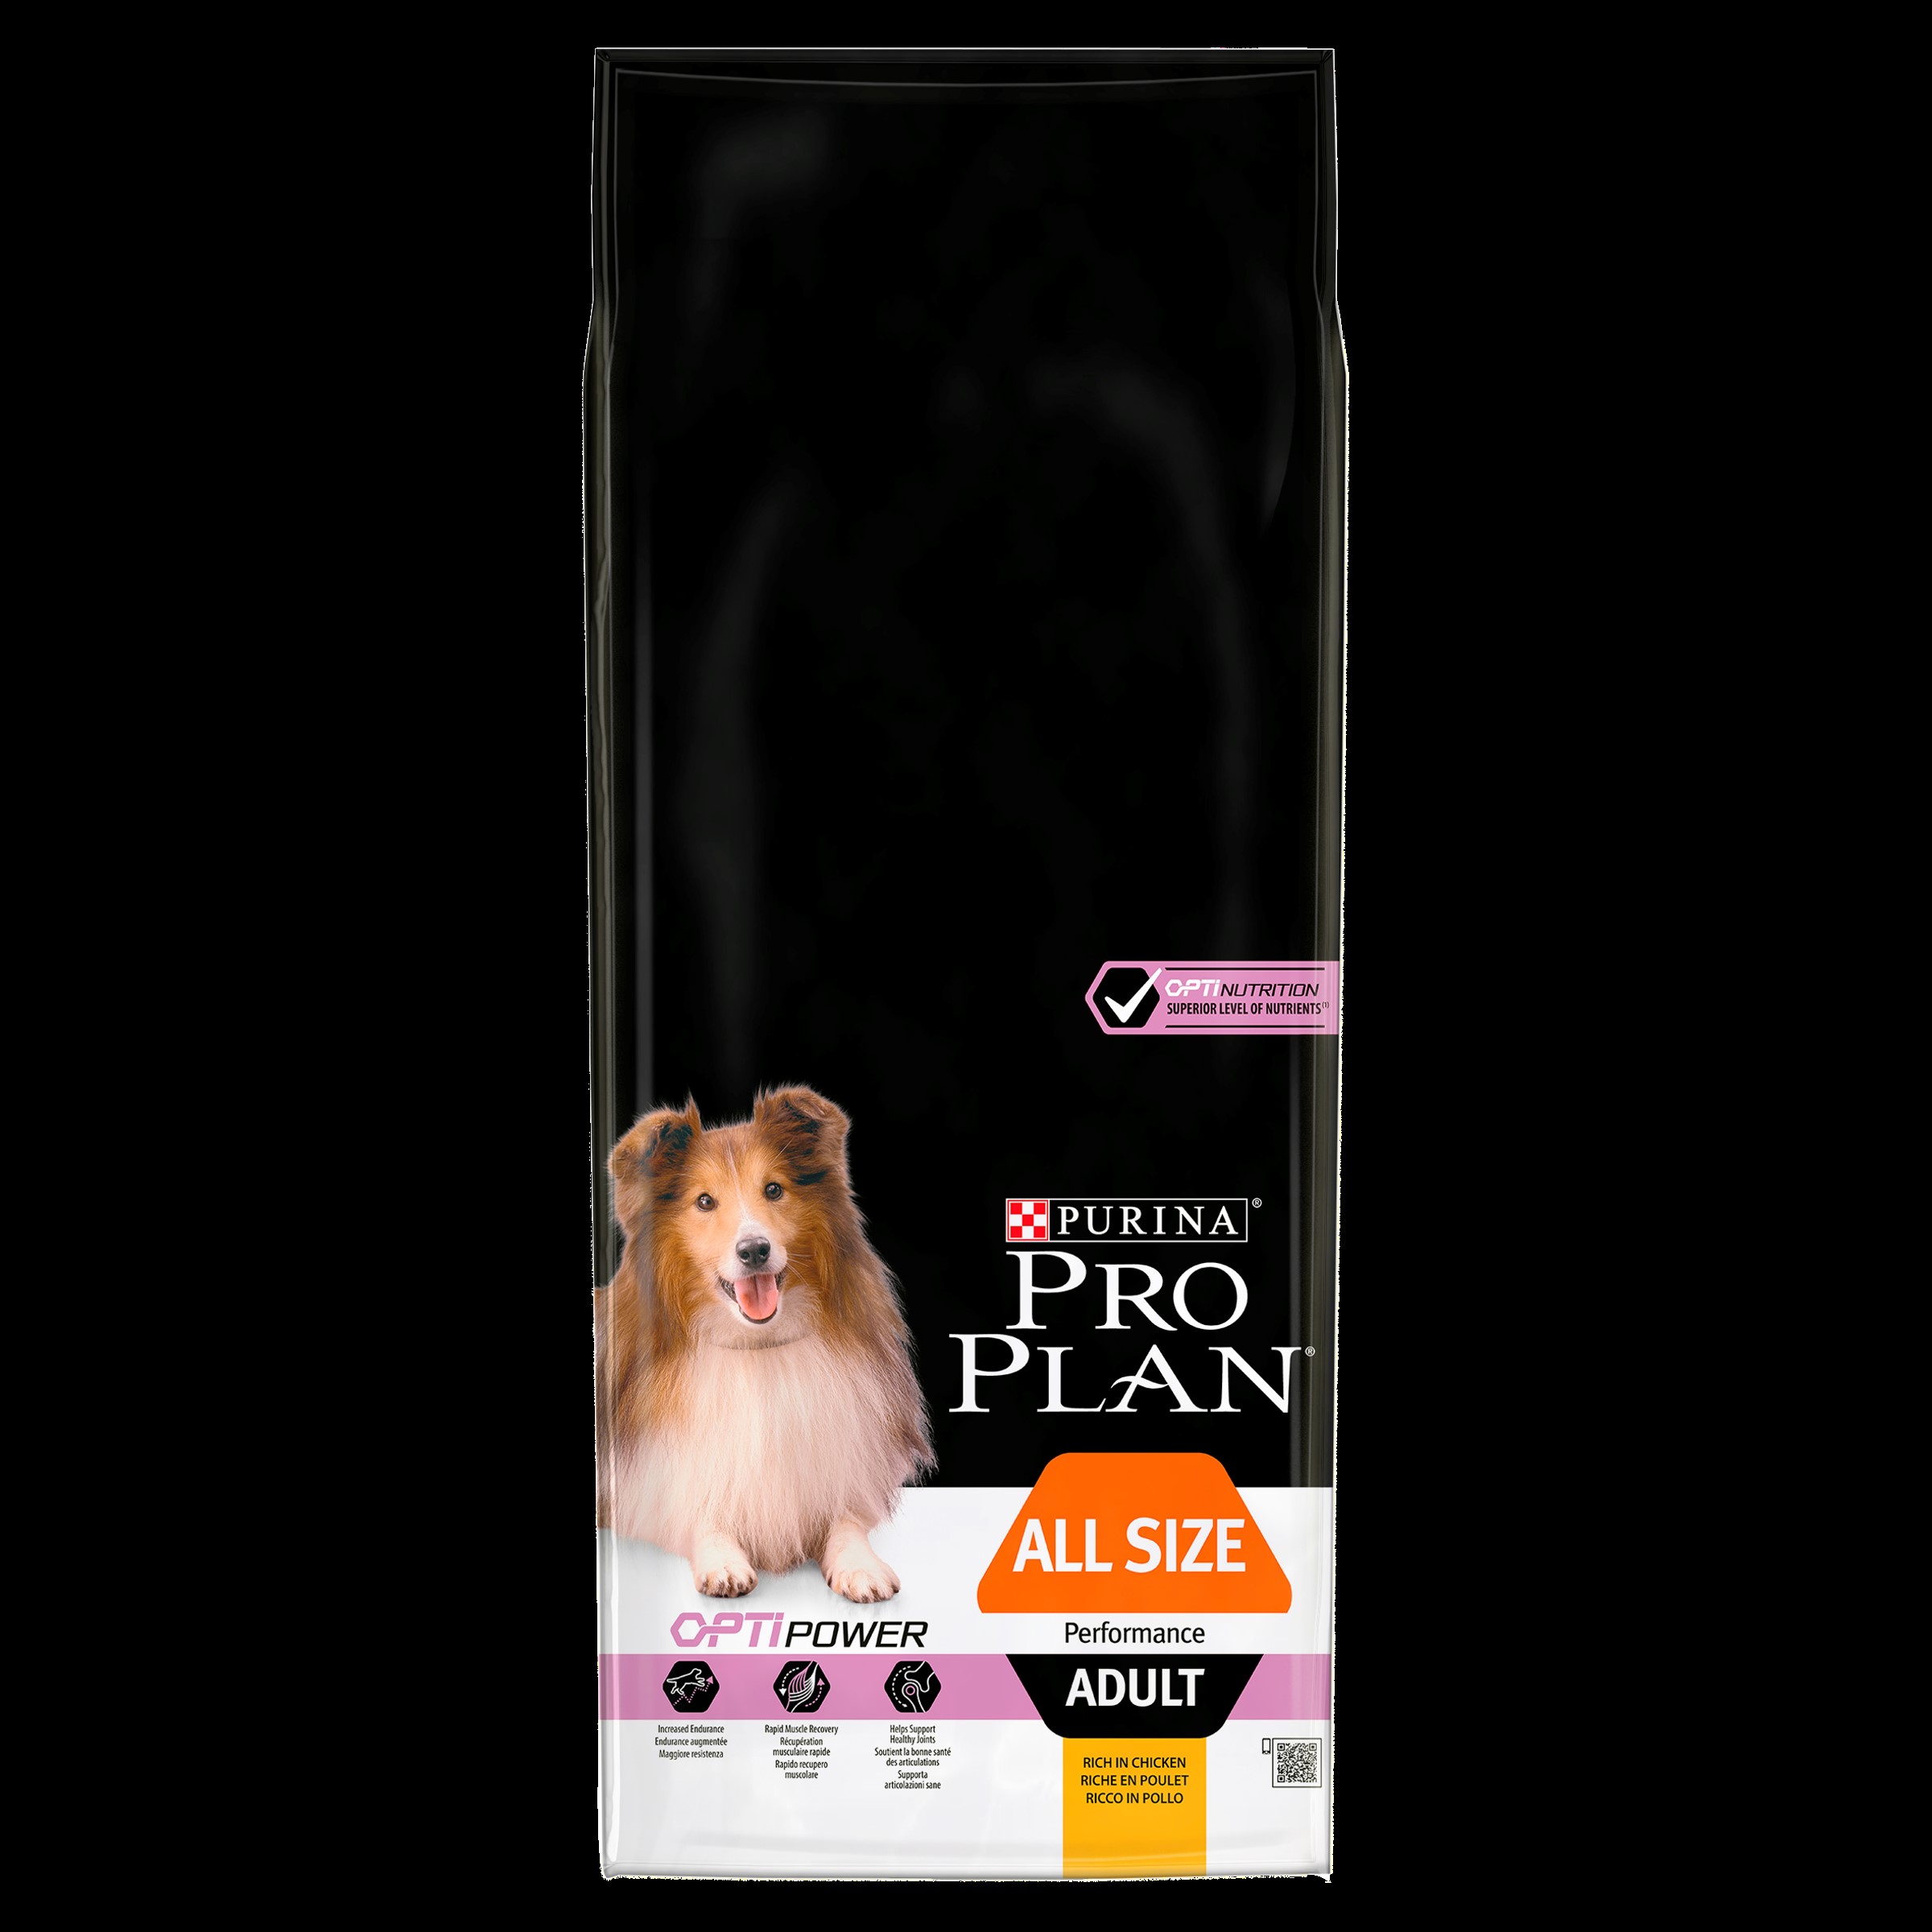 OPTINUTRITION
SUPERIOR LEVEL OF NUTRIENTS(1)
PURINA®
PRO
PLAN®
ALL SIZE
Performance
ADULT
OPTIPOWER
Increased Endurance
Endurance augmentée
Maggiore resistenza
Rapid Muscle Recovery
Récupération
musculaire rapide
Rapido recupero
muscolare
Helps Support
Healthy Joints
Soutient la bonne santé
des articulations
Supporta
articolazioni sane
RICH IN CHICKEN
RICHE EN POULET
RICCO IN POLLO